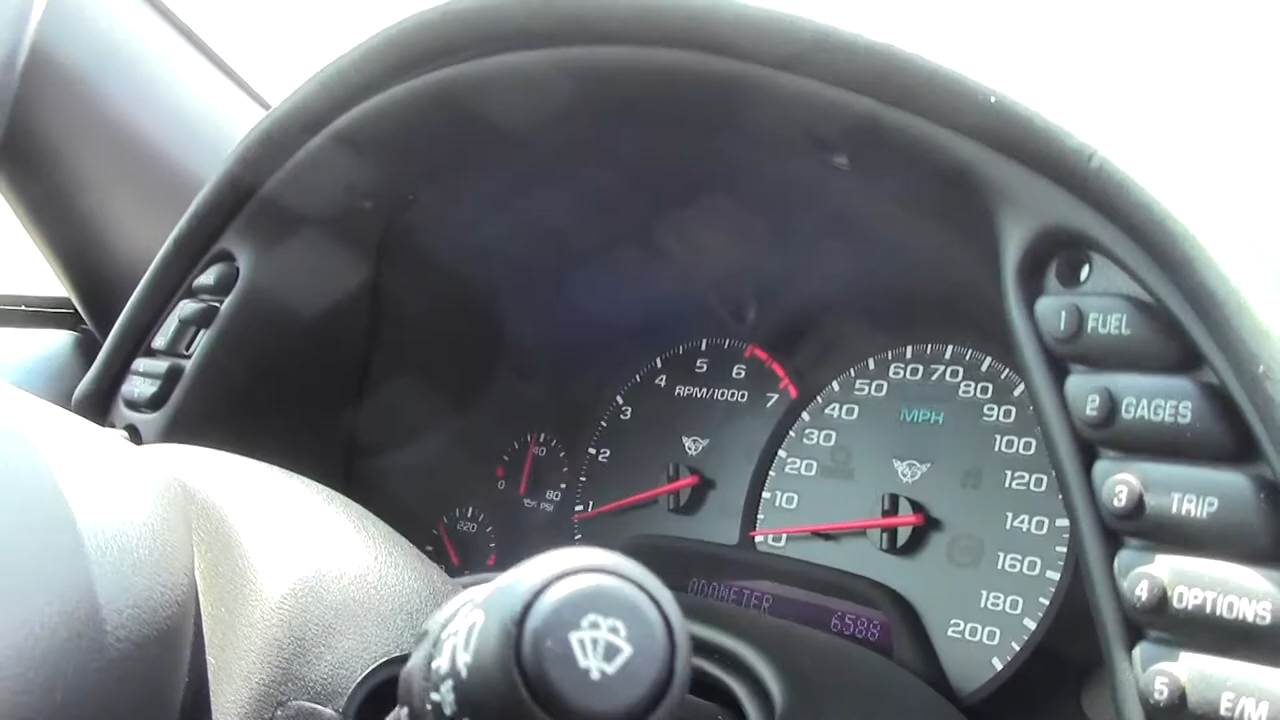 1 FUEL
2 GAGES
3 TRIP
4 OPTIONS
5 E/M
1 2 3 4 5 6 7
RPM/1000
0 10 20 30 40 50 60 70 80 90 100 120 140 160 180 200
MPH
0 40 80
PSI
220
ODOMETER 6588